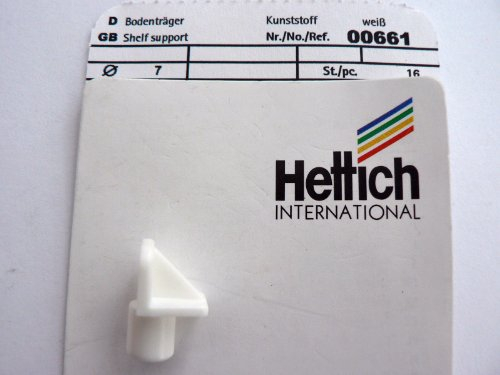 D Bodenträger Kunststoff weiß
GB Shelf support Nr./No./Ref. 00661
Ø 7 St./pc. 16
Hettich
INTERNATIONAL